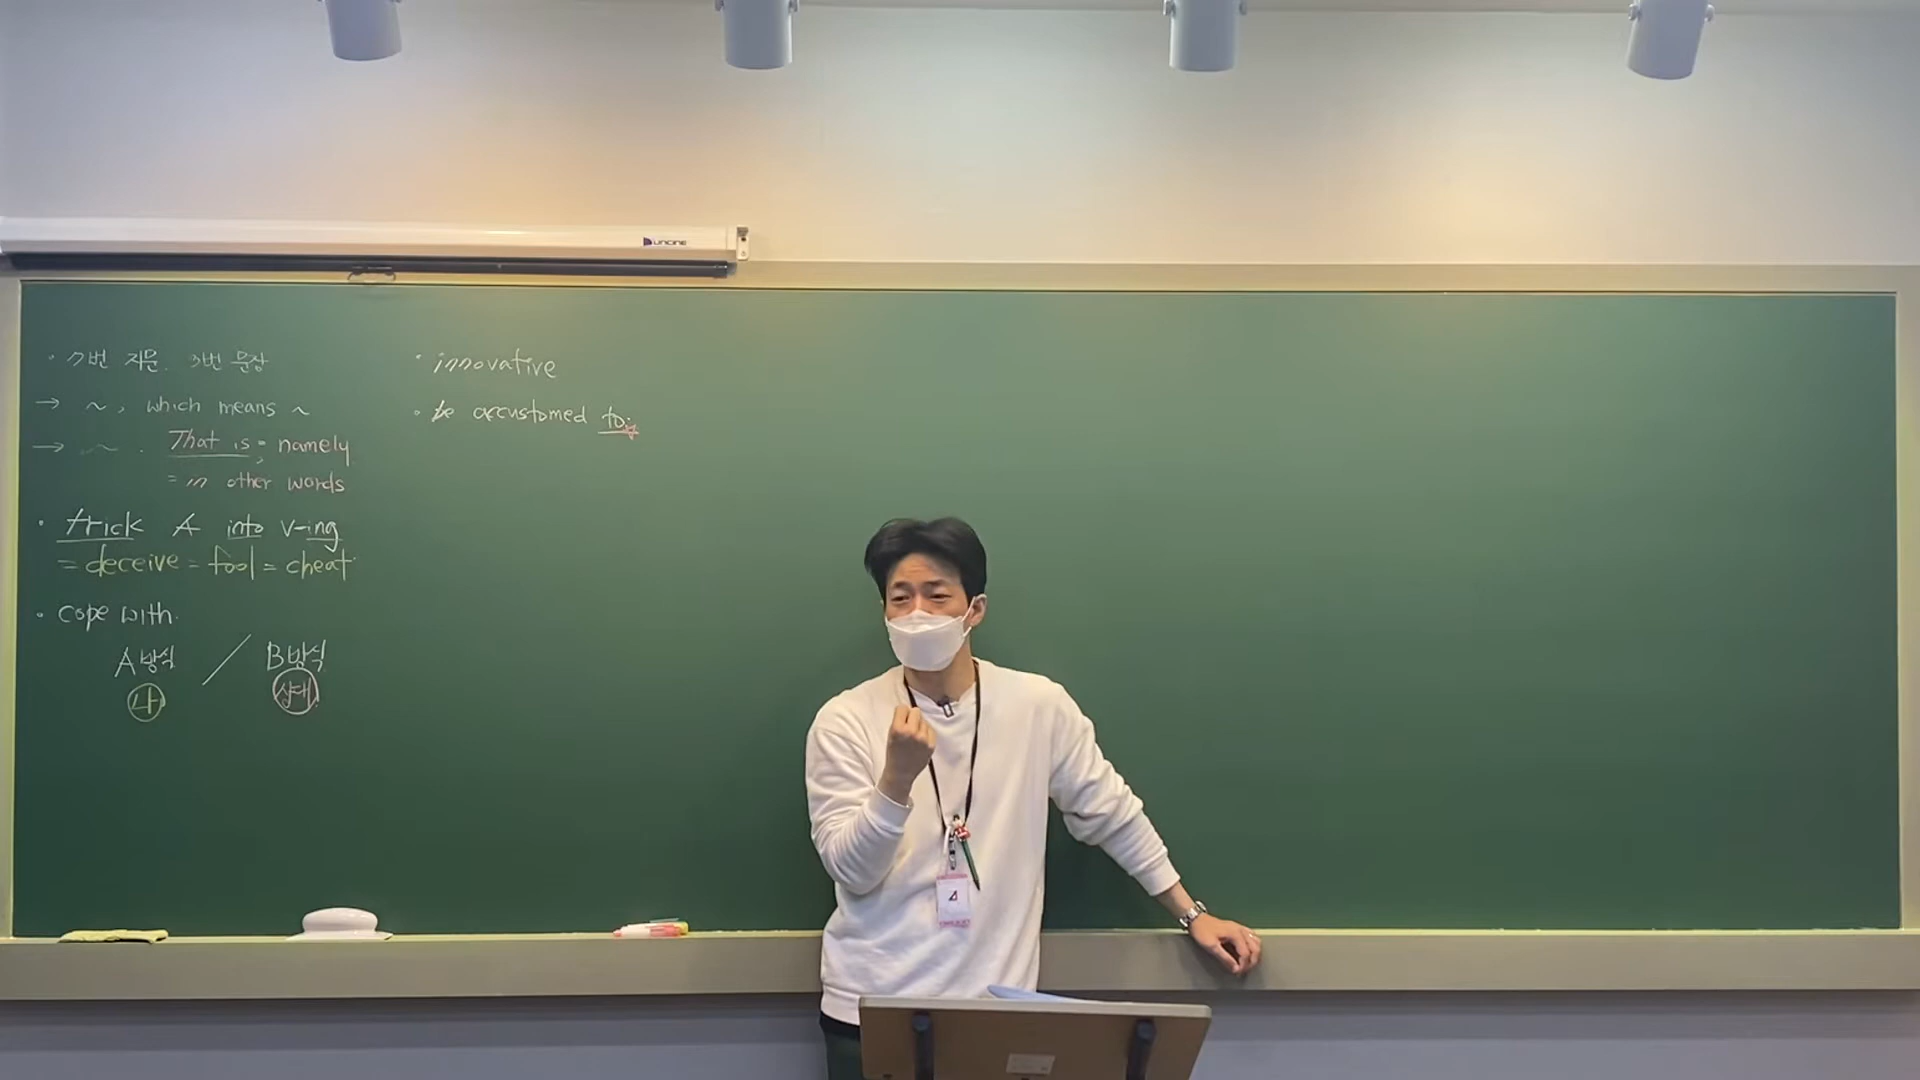 · 7번 지문. 3번 문장
→ ~, which means ~
→ ~. That is = namely
= in other words
· trick A into v-ing
= deceive = fool = cheat
· cope with.
A방식 / B방식
나 상대
· innovative
· be accustomed to
UNCINE